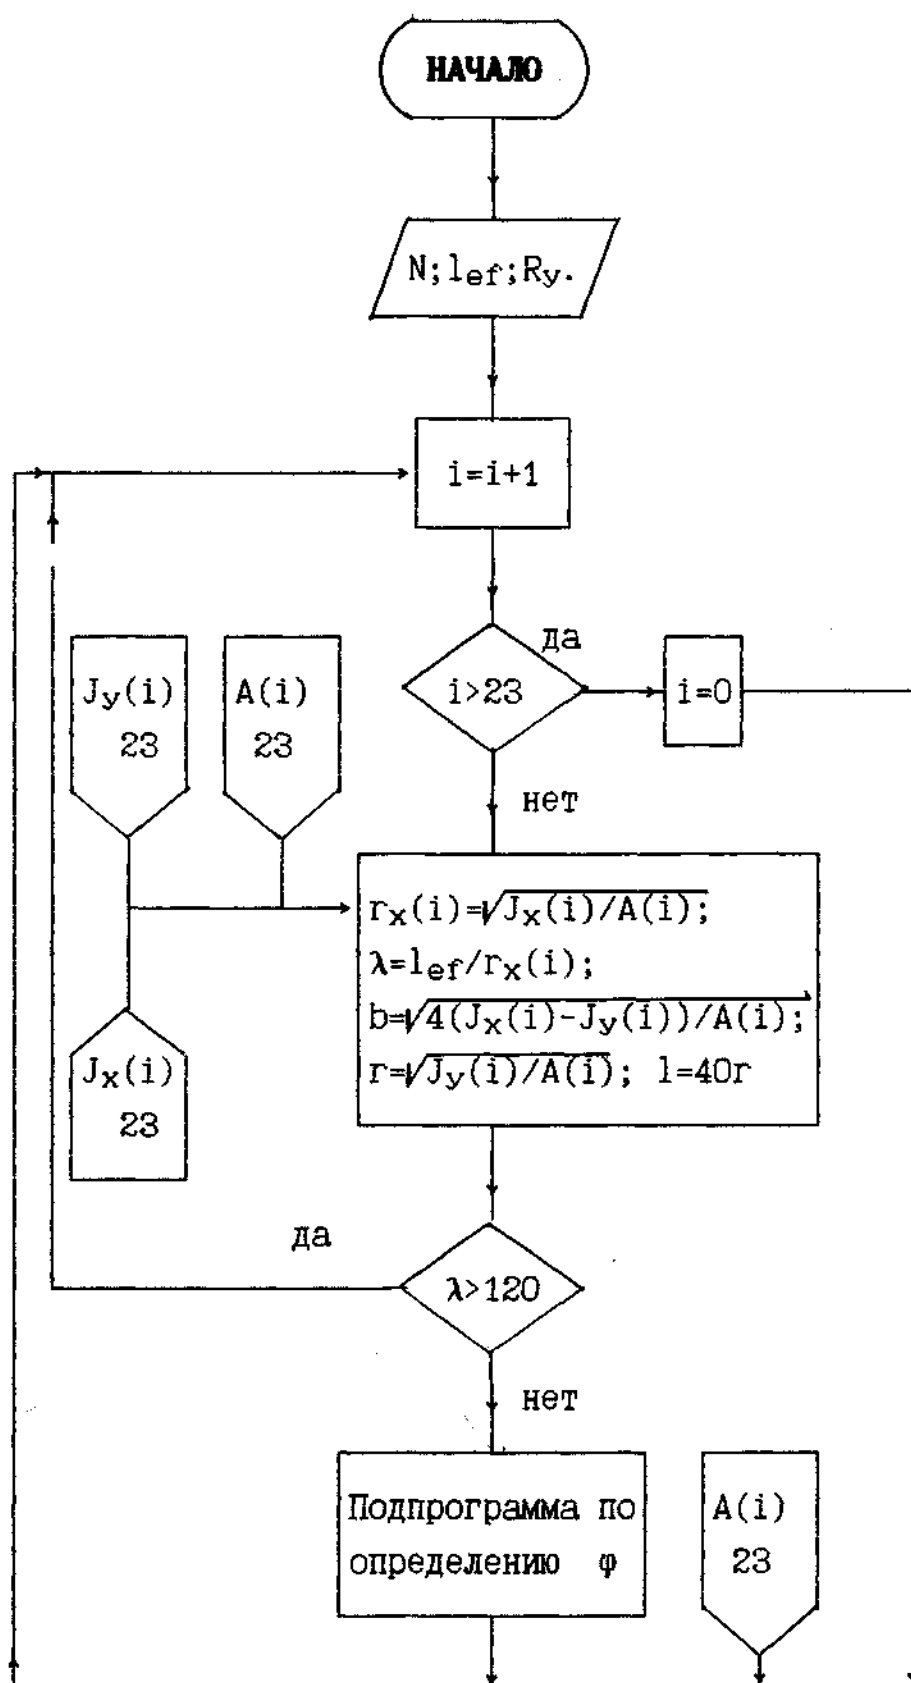 НАЧАЛО
N;lef;Ry.
i=i+1
да
Jy(i)
23
A(i)
23
i>23
i=0
нет
rx(i)=√Jx(i)/A(i);
λ=lef/rx(i);
b=√4(Jx(i)-Jy(i))/A(i);
r=√Jy(i)/A(i); l=40r
Jx(i)
23
да
λ>120
нет
Подпрограмма по
определению φ
A(i)
23